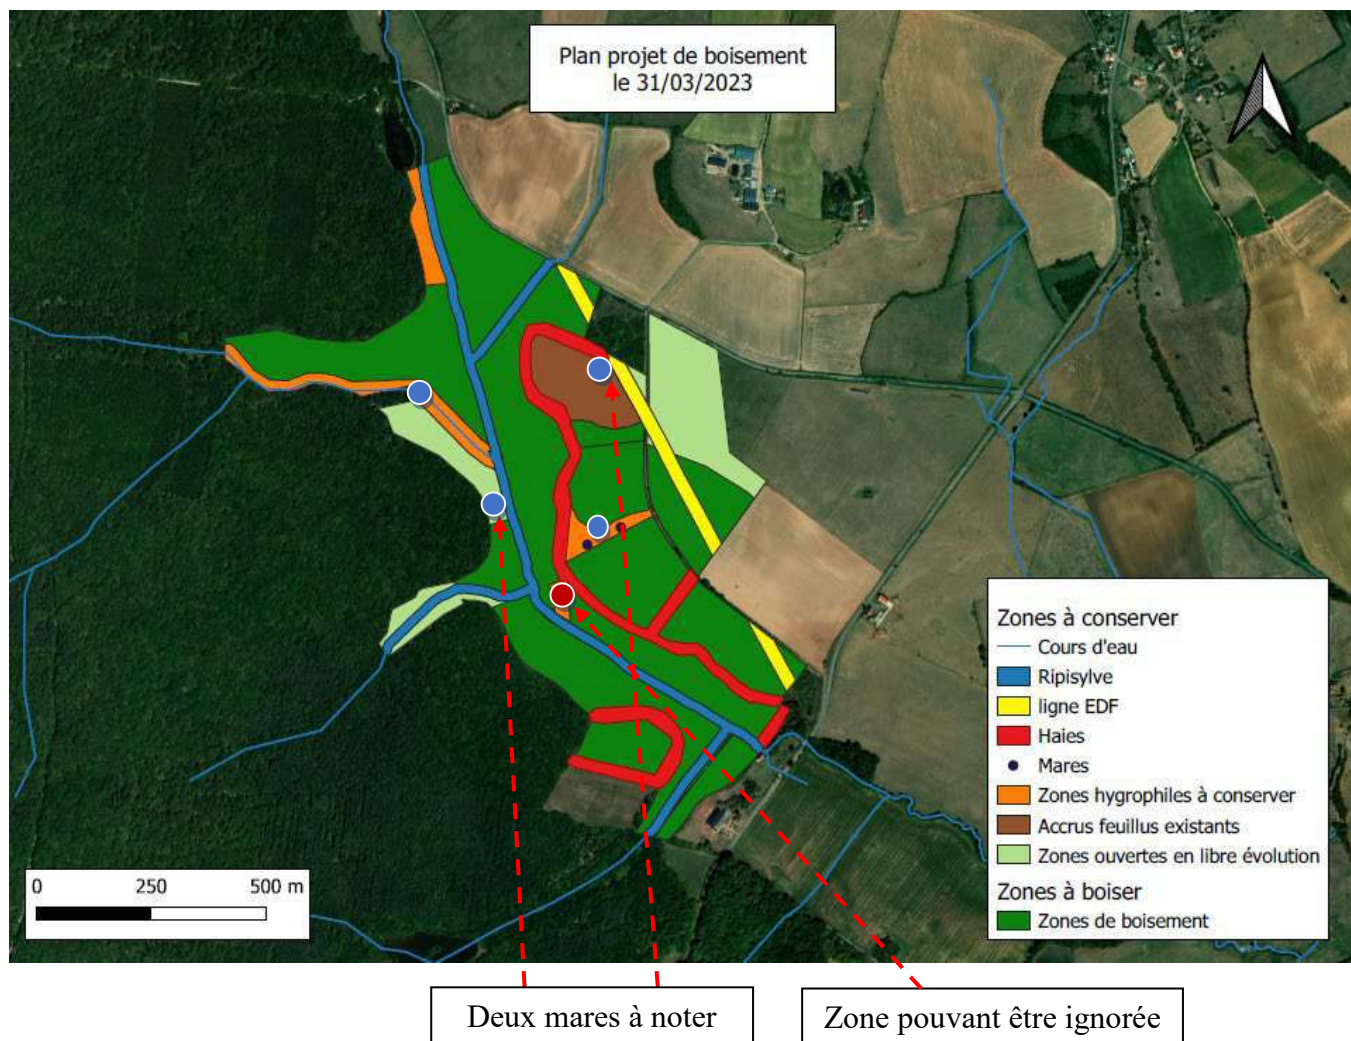 Plan projet de boisement
le 31/03/2023
Zones à conserver
Cours d'eau
Ripisylve
ligne EDF
Haies
Mares
Zones hygrophiles à conserver
Accrus feuillus existants
Zones ouvertes en libre évolution
Zones à boiser
Zones de boisement
0 250 500 m
Deux mares à noter
Zone pouvant être ignorée